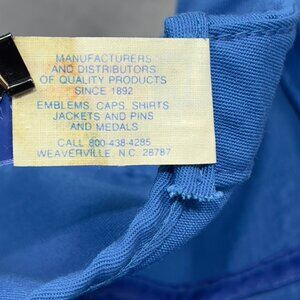 MANUFACTURERS
AND DISTRIBUTORS
OF QUALITY PRODUCTS
SINCE 1892
EMBLEMS, CAPS, SHIRTS
JACKETS AND PINS
AND MEDALS
CALL 800-438-4285
WEAVERVILLE, N.C. 28787